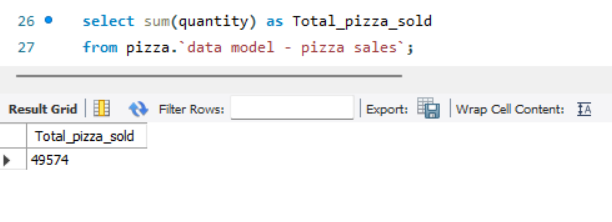 26 select sum(quantity) as Total_pizza_sold
27 from pizza.`data model - pizza sales`;
Result Grid Filter Rows: Export: Wrap Cell Content: IA
Total_pizza_sold
49574